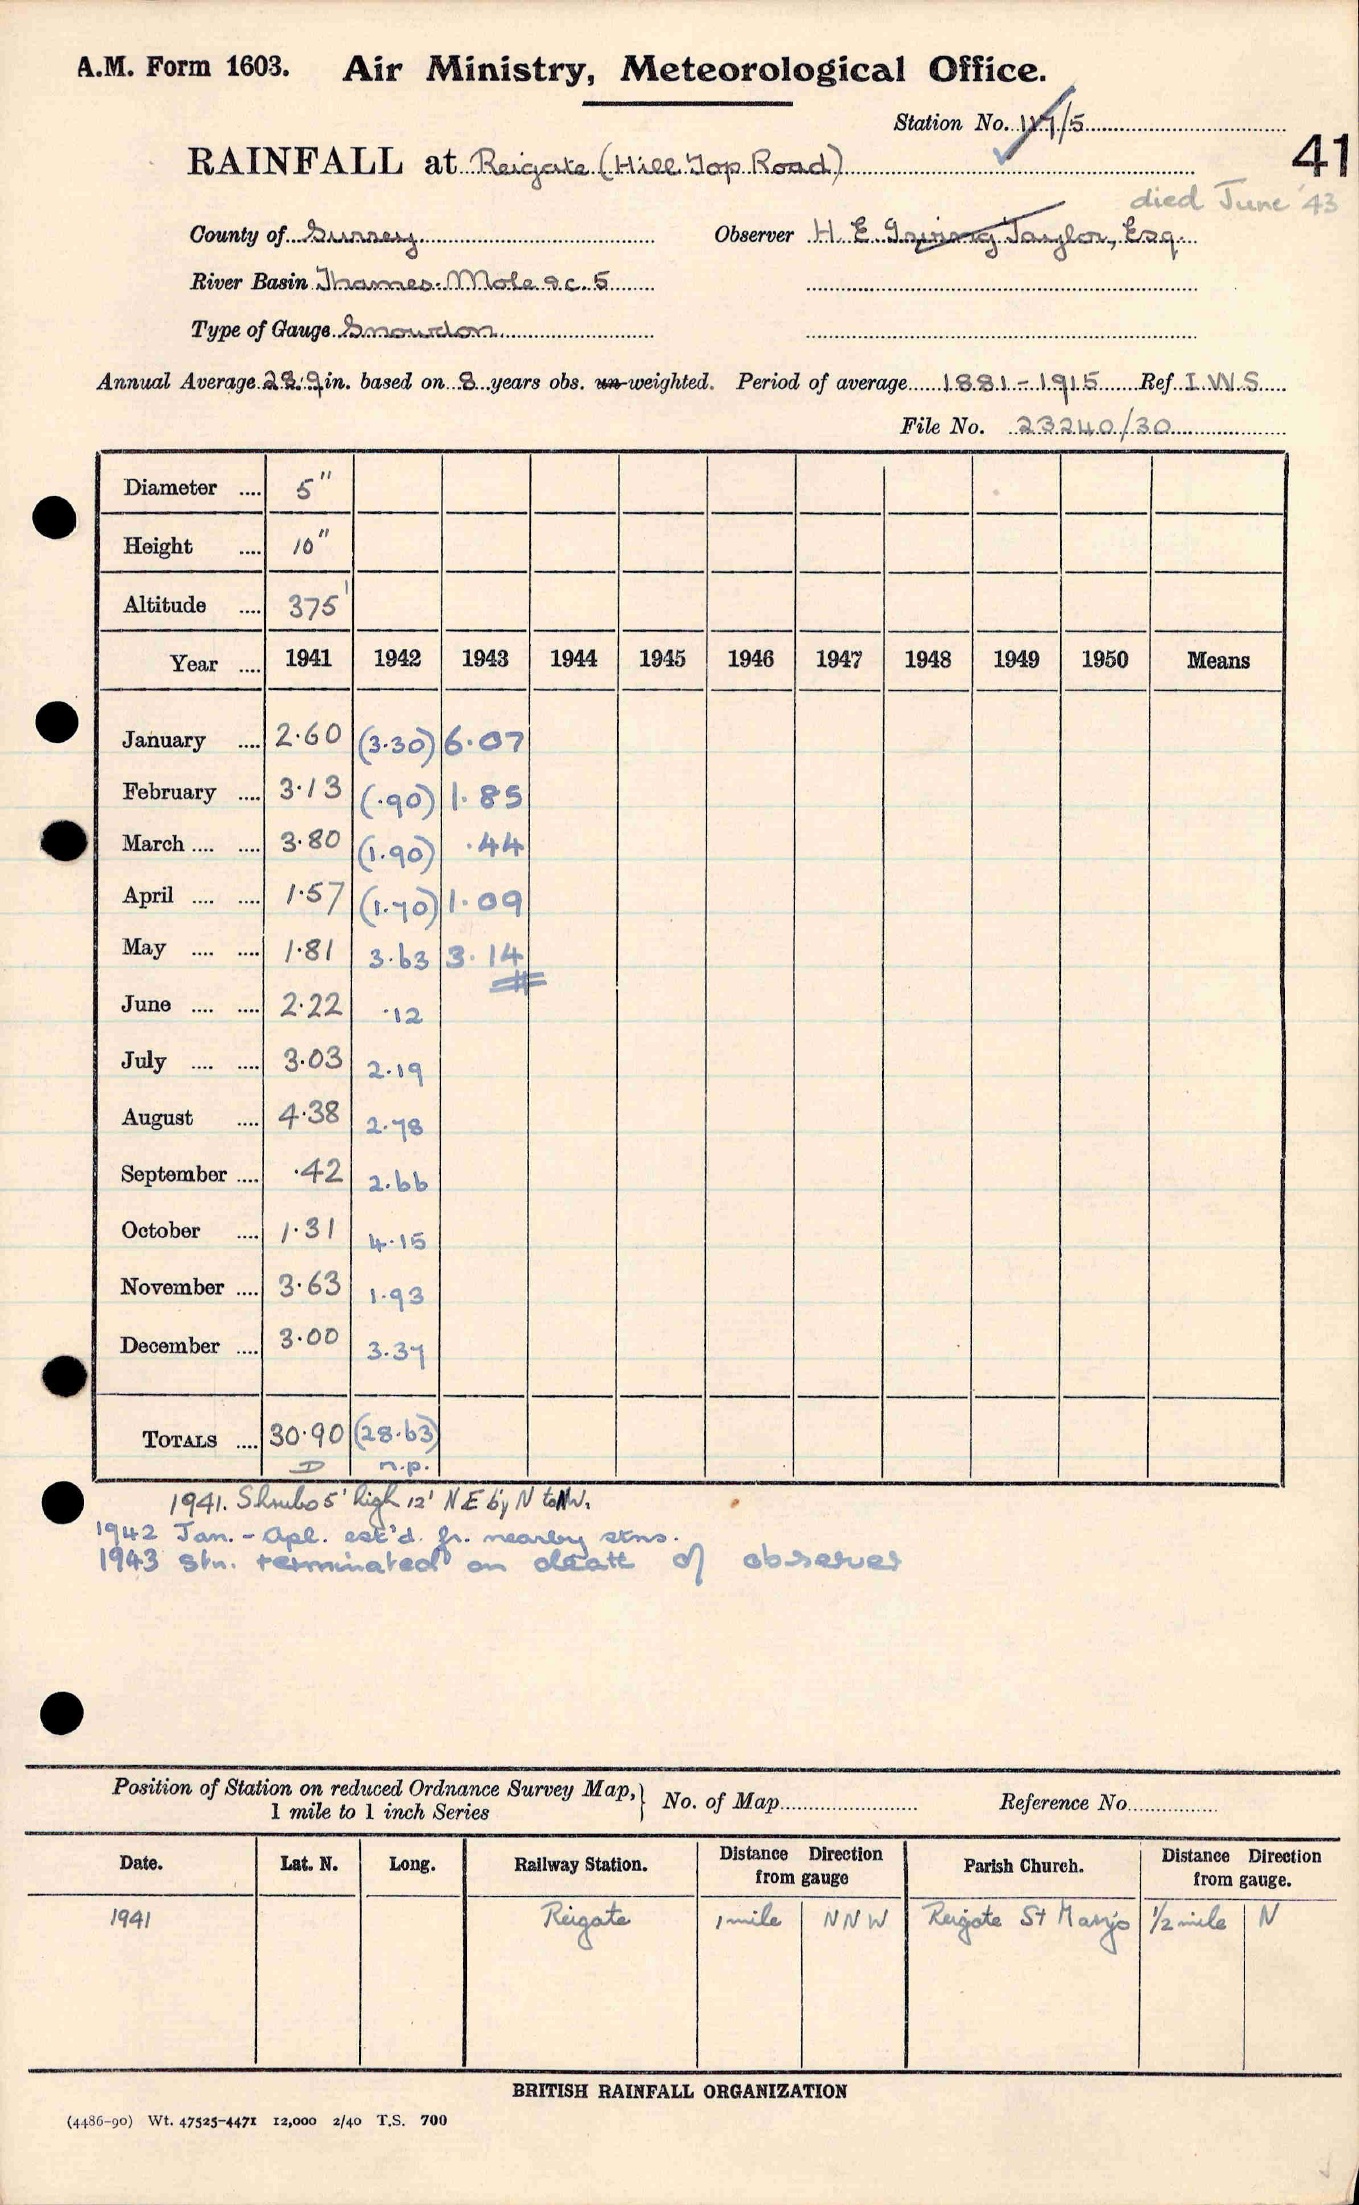 A.M. Form 1603. Air Ministry, Meteorological Office.
Station No. 117/5
41
RAINFALL at Reigate (Hill Top Road)
died June '43
County of Surrey Observer H. E. Taylor, Esq.
River Basin Thames-Mole &c. 5
Type of Gauge Snowdon
Annual Average 28.9 in. based on 8 years obs. un-weighted. Period of average 1881-1915 Ref I.W.S
File No. 23240/30
Diameter .... 5"
Height .... 10"
Altitude .... 375'
Year .... 1941 1942 1943 1944 1945 1946 1947 1948 1949 1950 Means
January .... 2.60 (3.30) 6.07
February .... 3.13 (.90) 1.85
March .... .... 3.80 (1.90) .44
April .... .... 1.57 (1.70) 1.09
May .... .... 1.81 3.63 3.14
June .... .... 2.22 .12
July .... .... 3.03 2.19
August .... 4.38 2.78
September .... .42 2.66
October .... 1.31 4.15
November .... 3.63 1.93
December .... 3.00 3.37
TOTALS .... 30.90 (28.63)
D n.p.
1941. Shrubs 5' high 12' NE by N to NW.
1942 Jan. - Apl. est'd. fr. nearby stns.
1943 stn. terminated on death of observer
Position of Station on reduced Ordnance Survey Map, } No. of Map Reference No.
1 mile to 1 inch Series
Date. Lat. N. Long. Railway Station. Distance Direction from gauge Parish Church. Distance Direction from gauge.
1941 Reigate 1 mile NNW Reigate St Mary's 1/2 mile N
BRITISH RAINFALL ORGANIZATION
(4486-90) Wt. 47525-4471 12,000 2/40 T.S. 700